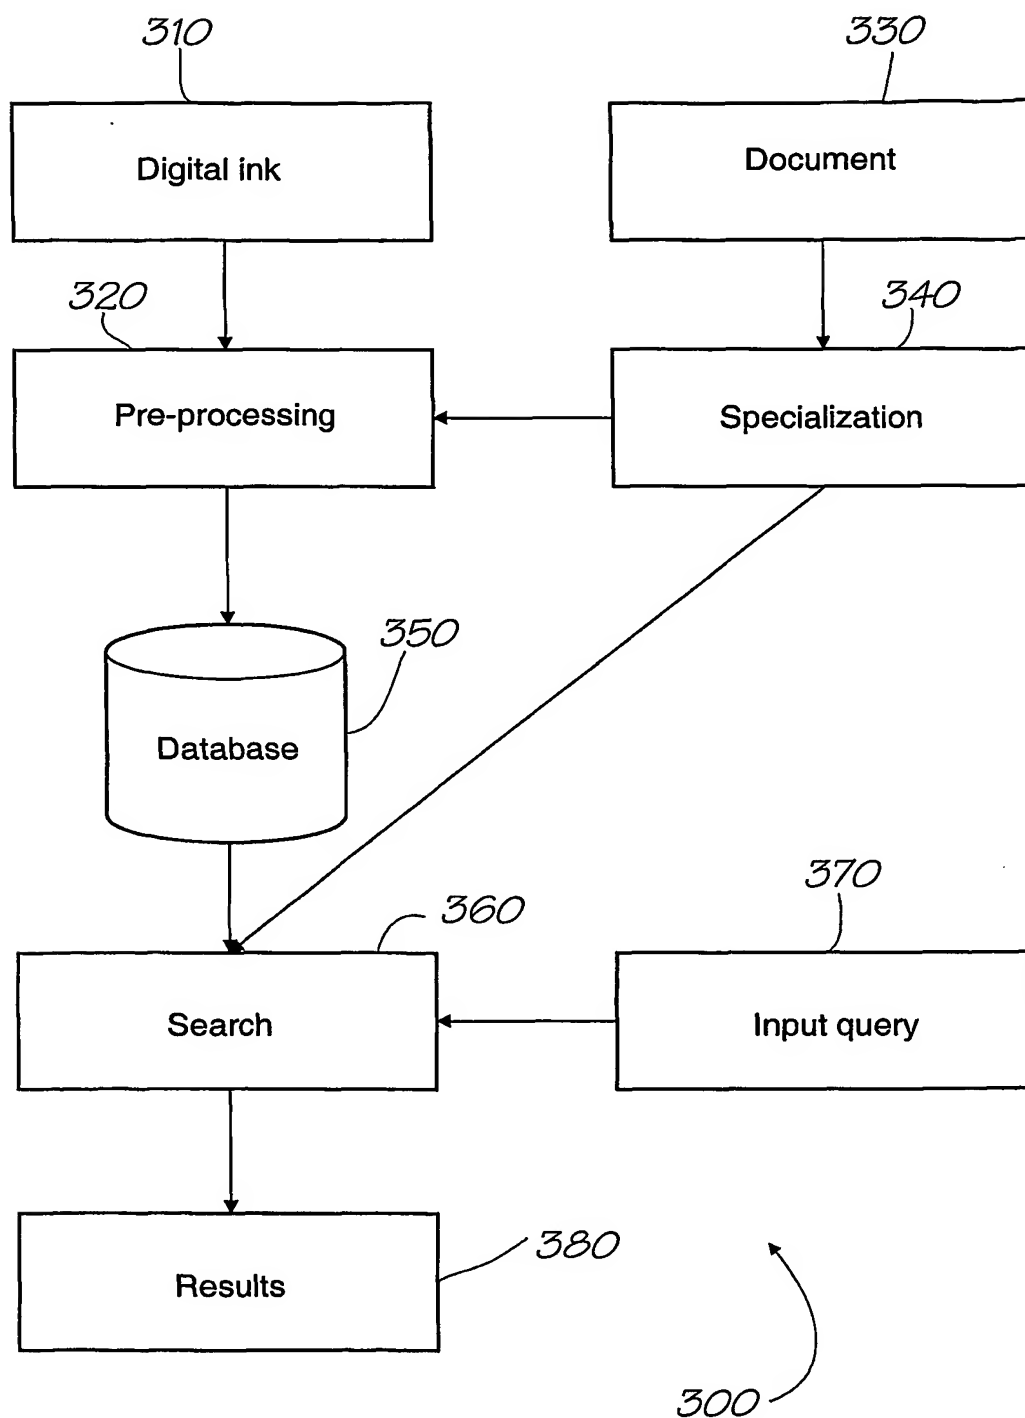 310
330
Digital ink
Document
320
340
Pre-processing
Specialization
350
Database
370
360
Search
Input query
380
Results
300